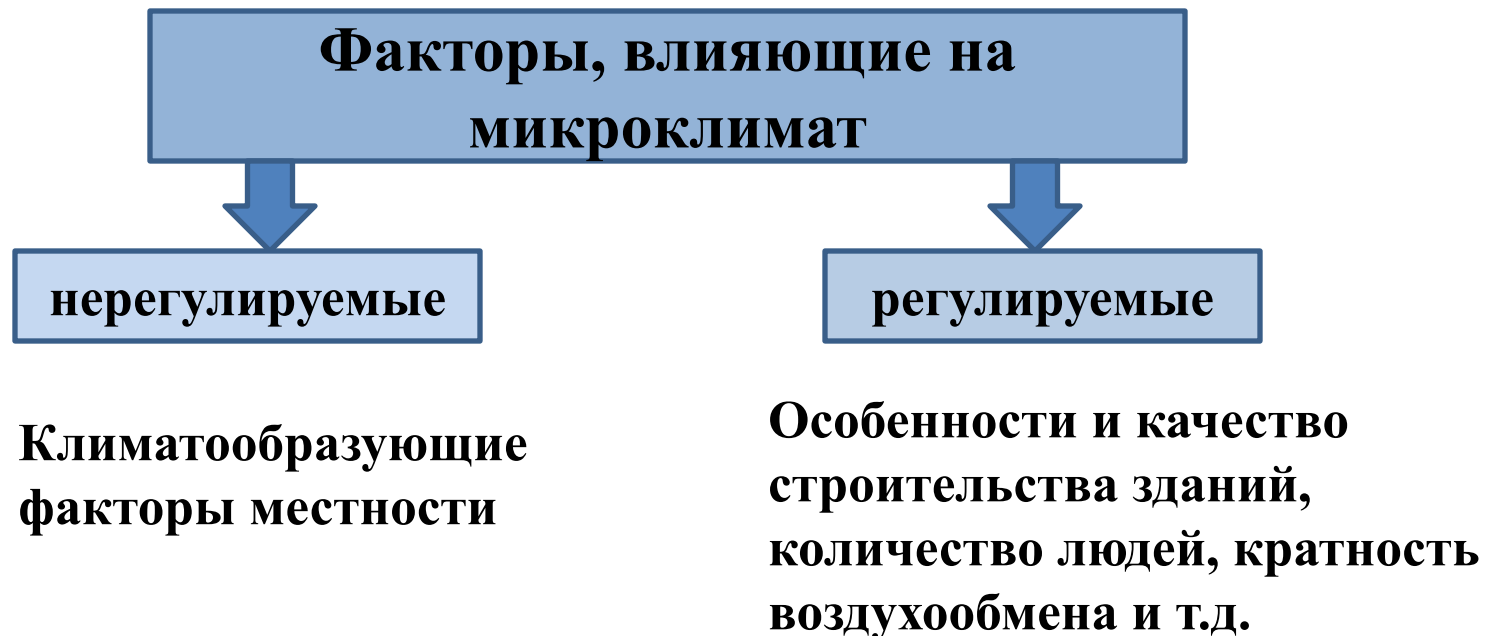 Факторы, влияющие на
микроклимат
нерегулируемые
регулируемые
Климатообразующие
факторы местности
Особенности и качество
строительства зданий,
количество людей, кратность
воздухообмена и т.д.